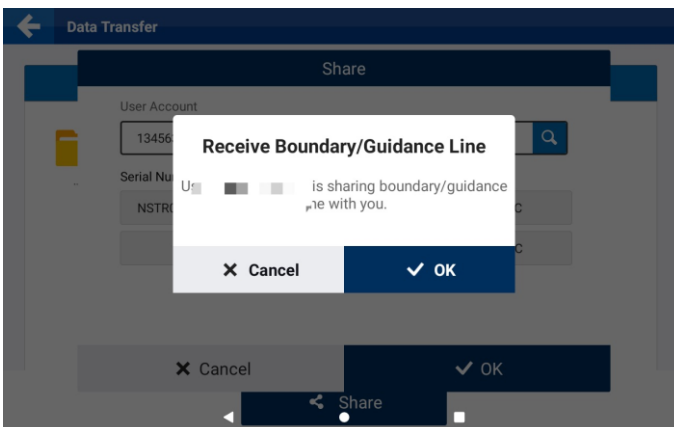 Data Transfer
Share
User Account
13456
Receive Boundary/Guidance Line
Serial Nu
is sharing boundary/guidance
ne with you.
NSTR
C
C
Cancel
OK
Cancel
OK
Share